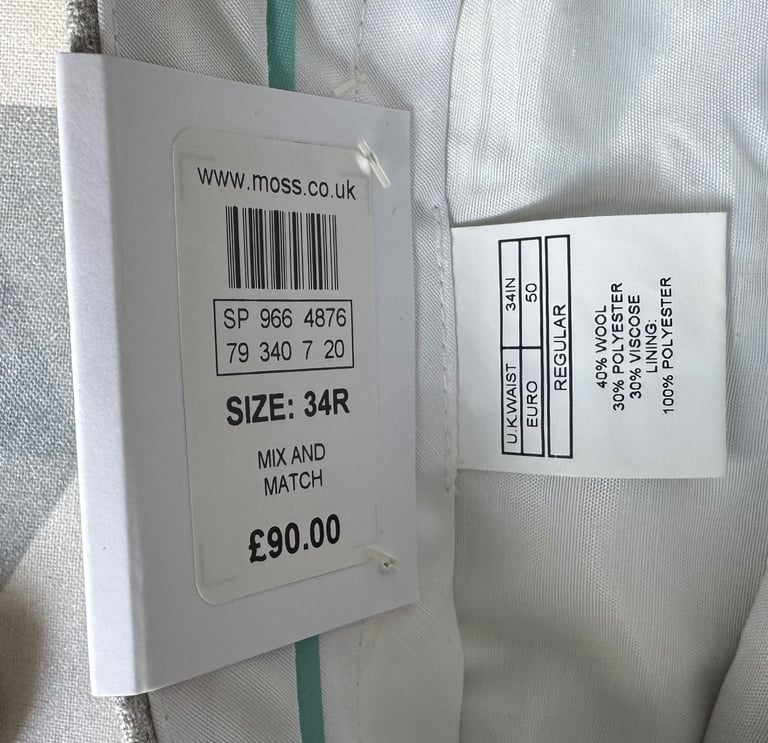 www.moss.co.uk
SP 966 4876
79 340 7 20
SIZE: 34R
MIX AND
MATCH
£90.00
U.K.WAIST 34IN
EURO 50
REGULAR
40% WOOL
30% POLYESTER
30% VISCOSE
LINING:
100% POLYESTER